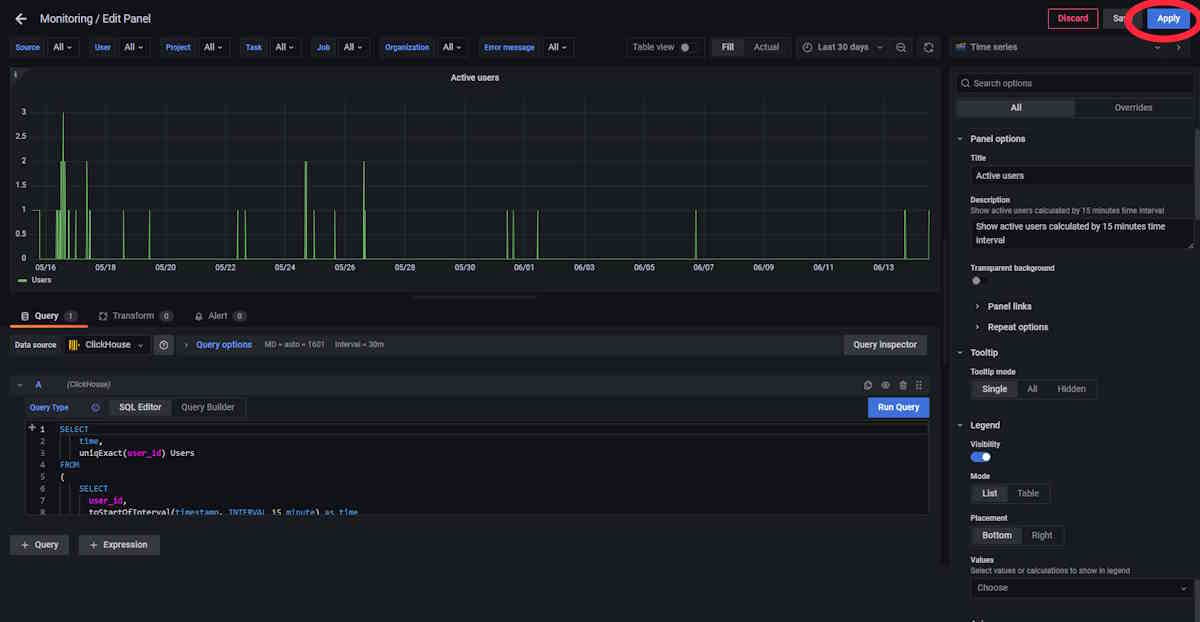 Monitoring / Edit Panel
Discard
Apply
Source All User All Project All Task All Job All Organization All Error message All
Table view Fill Actual Last 30 days
Time series
Active users
3
2.5
2
1.5
1
0.5
0
05/16 05/18 05/20 05/22 05/24 05/26 05/28 05/30 06/01 06/03 06/05 06/07 06/09 06/11 06/13
Users
Query 1 Transform 0 Alert 0
Data source ClickHouse Query options MD = auto = 1601 Interval = 30m Query inspector
A (ClickHouse)
Query Type SQL Editor Query Builder Run Query
1 SELECT
2 time,
3 uniqExact(user_id) Users
4 FROM
5 (
6 SELECT
7 user_id,
8 toStartOfInterval(timestamp, INTERVAL 15 minute) as time
+ Query + Expression
Search options
All Overrides
Panel options
Title
Active users
Description
Show active users calculated by 15 minutes time interval
Show active users calculated by 15 minutes time
interval
Transparent background
Panel links
Repeat options
Tooltip
Tooltip mode
Single All Hidden
Legend
Visibility
Mode
List Table
Placement
Bottom Right
Values
Select values or calculations to show in legend
Choose